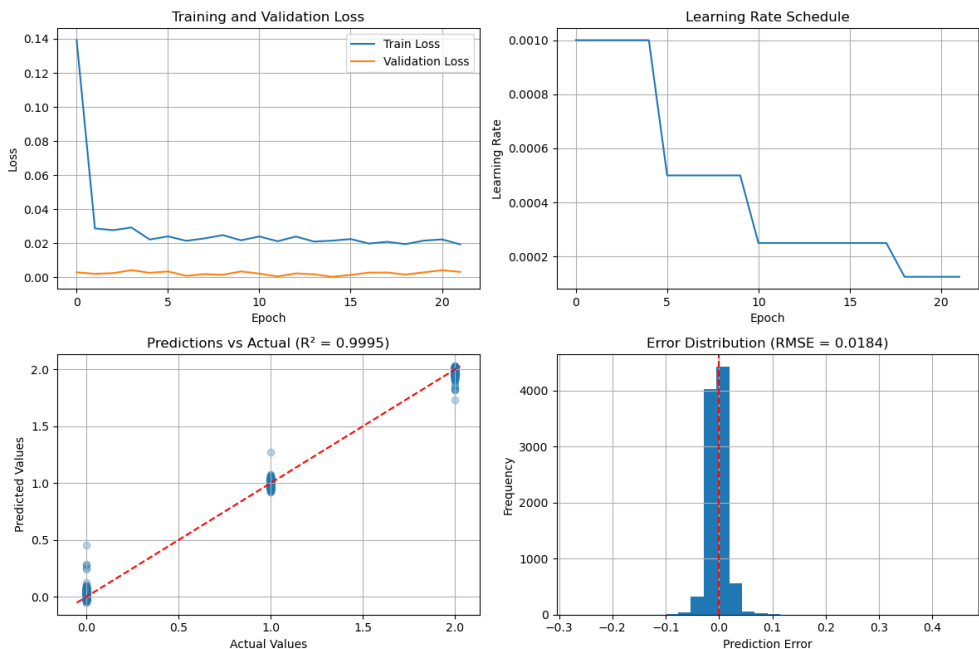 Training and Validation Loss
0.14
0.12
0.10
0.08
0.06
0.04
0.02
0.00
Loss
Train Loss
Validation Loss
0 5 10 15 20
Epoch
Learning Rate Schedule
0.0010
0.0008
0.0006
0.0004
0.0002
Learning Rate
0 5 10 15 20
Epoch
Predictions vs Actual (R² = 0.9995)
2.0
1.5
1.0
0.5
0.0
Predicted Values
0.0 0.5 1.0 1.5 2.0
Actual Values
Error Distribution (RMSE = 0.0184)
4000
3000
2000
1000
0
Frequency
−0.3 −0.2 −0.1 0.0 0.1 0.2 0.3 0.4
Prediction Error